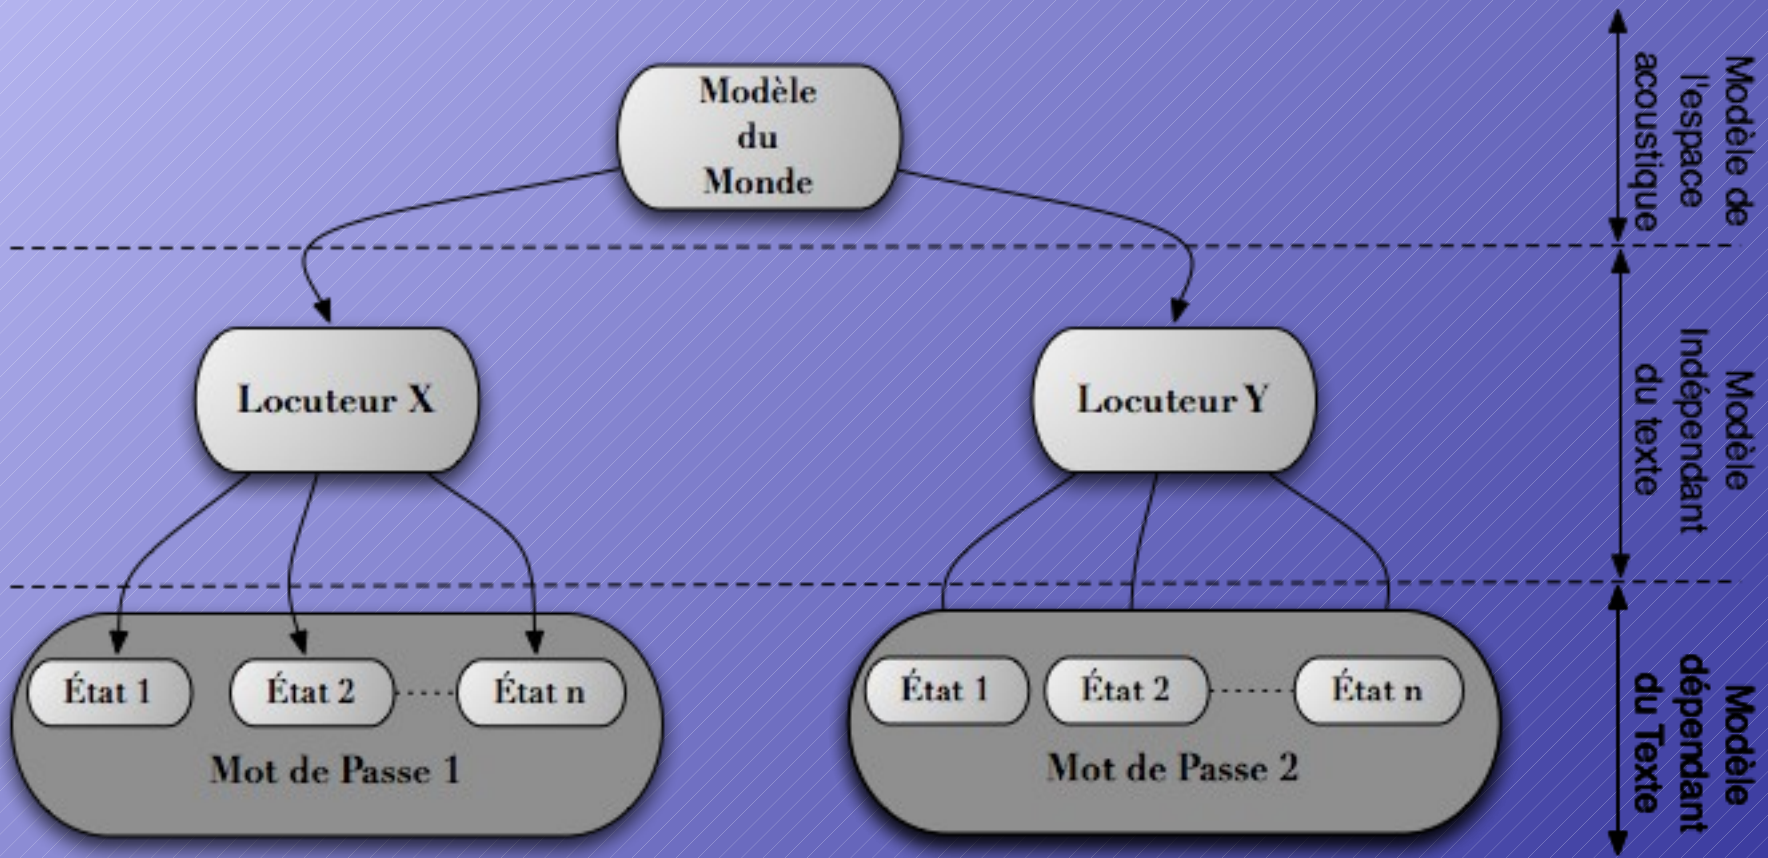 Modèle
du
Monde
Modèle de
l'espace
acoustique
Locuteur X
Locuteur Y
Modèle
Indépendant
du texte
État 1
État 2
État n
Mot de Passe 1
État 1
État 2
État n
Mot de Passe 2
Modèle
dépendant
du Texte